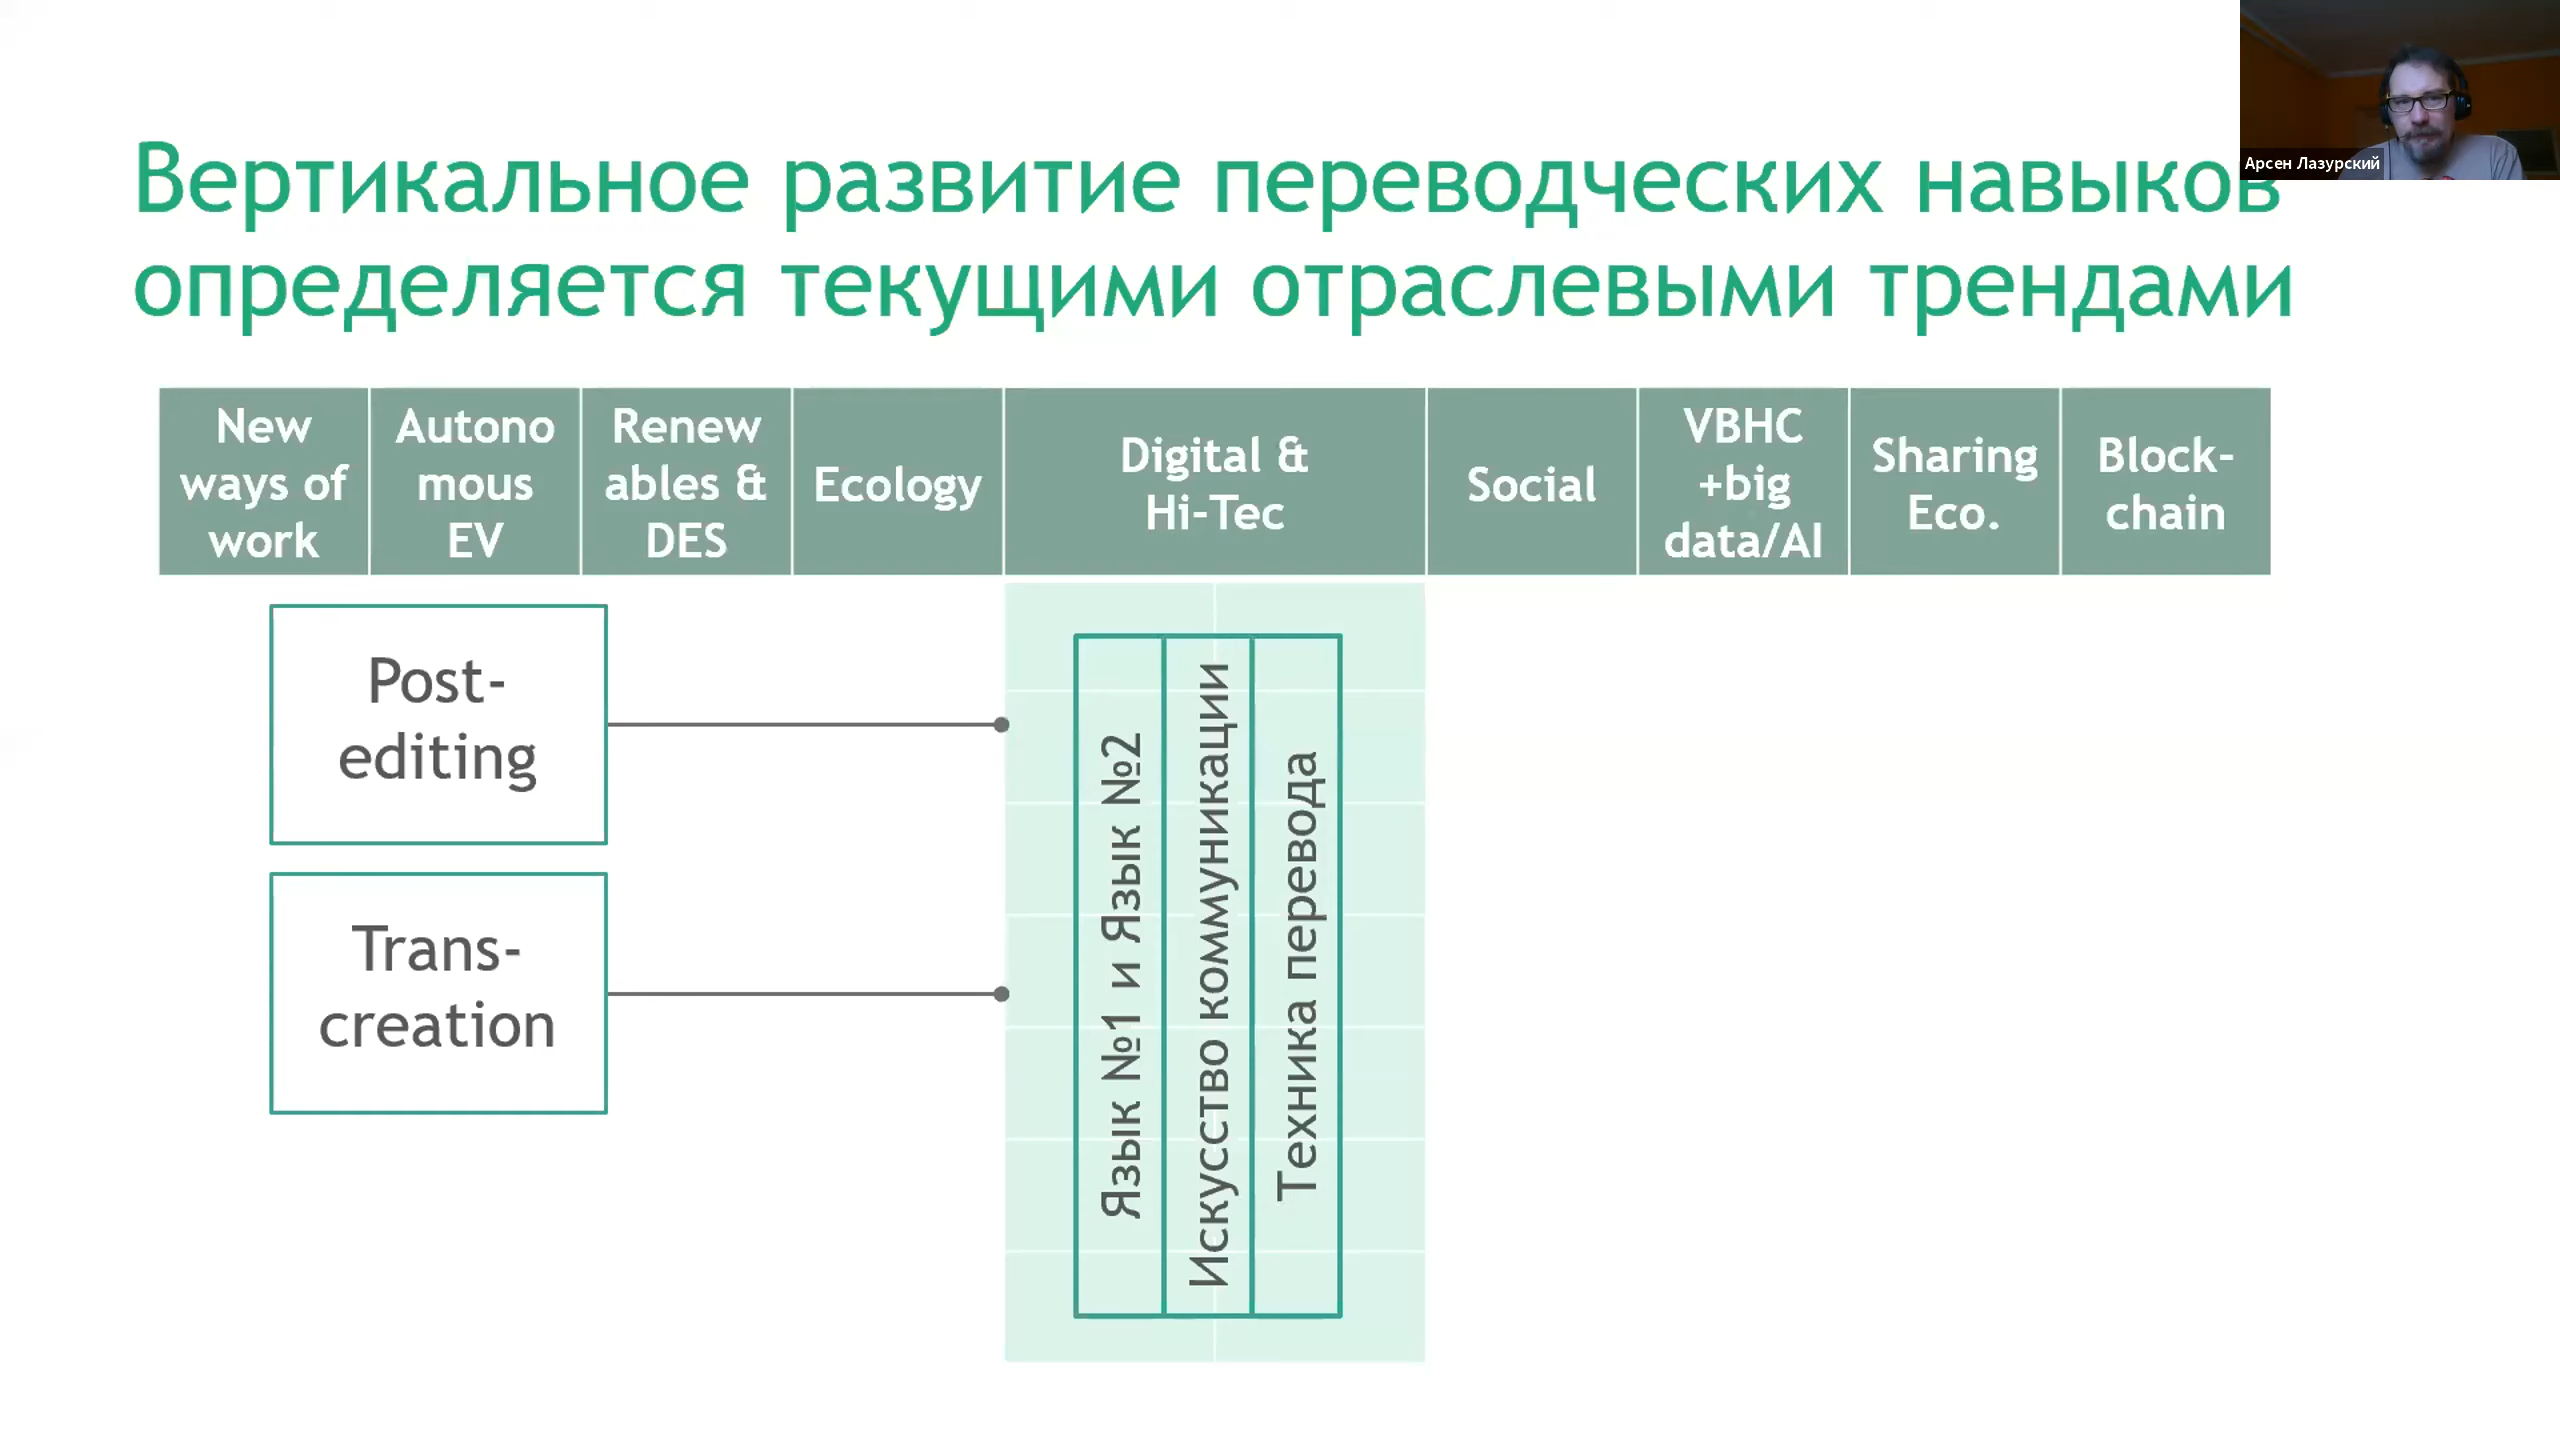 Арсен Лазурский
Вертикальное развитие переводческих навыков
определяется текущими отраслевыми трендами
New
ways of
work
Autono
mous
EV
Renew
ables &
DES
Ecology
Digital &
Hi-Tec
Social
VBHC
+big
data/AI
Sharing
Eco.
Block-
chain
Post-
editing
Trans-
creation
Язык №1 и Язык №2
Искусство коммуникации
Техника перевода